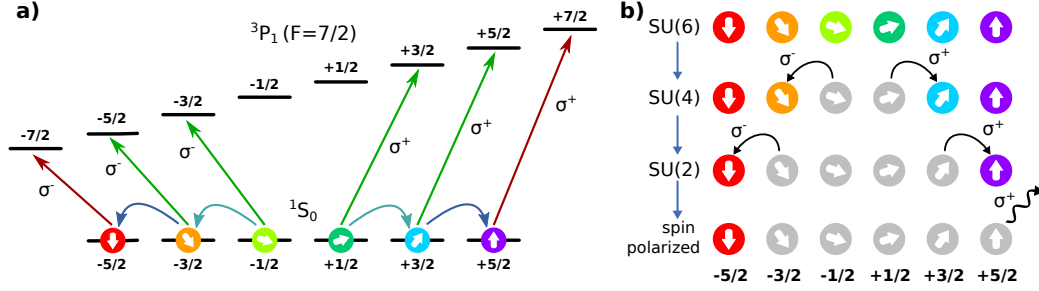 a)
³P₁ (F=7/2)
-7/2
-5/2
-3/2
-1/2
+1/2
+3/2
+5/2
+7/2
σ⁻
σ⁻
σ⁻
σ⁺
σ⁺
σ⁺
¹S₀
-5/2
-3/2
-1/2
+1/2
+3/2
+5/2
b)
SU(6)
σ⁻
σ⁺
SU(4)
σ⁻
σ⁺
SU(2)
σ⁺
spin
polarized
-5/2
-3/2
-1/2
+1/2
+3/2
+5/2